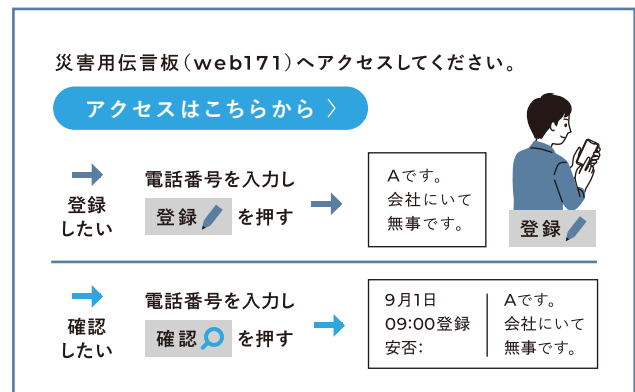 災害用伝言板（web171）へアクセスしてください。
アクセスはこちらから 〉
登録
したい
電話番号を入力し
登録 を押す
Aです。
会社にいて
無事です。
登録
確認
したい
電話番号を入力し
確認 を押す
9月1日
09:00登録
安否：
Aです。
会社にいて
無事です。